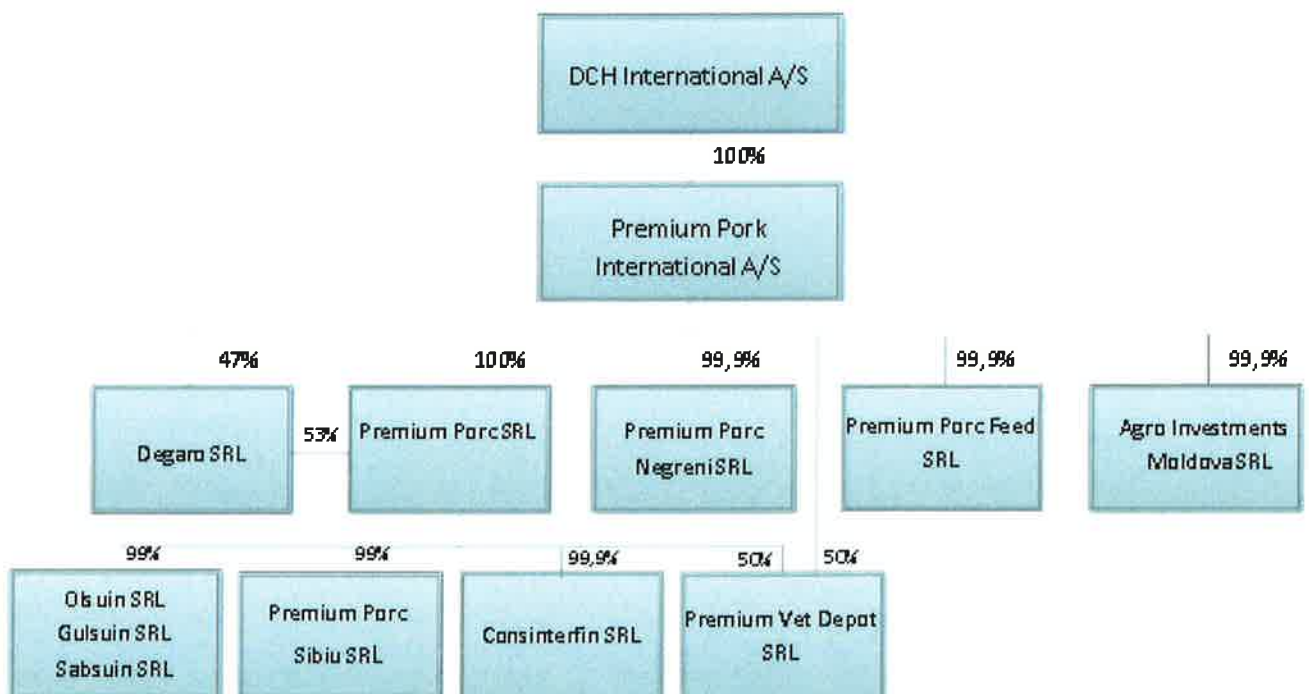 DCH International A/S
100%
Premium Pork
International A/S
47%
100%
99,9%
99,9%
99,9%
Degaro SRL
53%
Premium Porc SRL
Premium Porc
Negreni SRL
Premium Porc Feed
SRL
Agro Investments
Moldova SRL
99%
99%
99,9%
50%
50%
Olsuin SRL
Gulsuin SRL
Sabsuin SRL
Premium Porc
Sibiu SRL
Consinterfin SRL
Premium Vet Depot
SRL